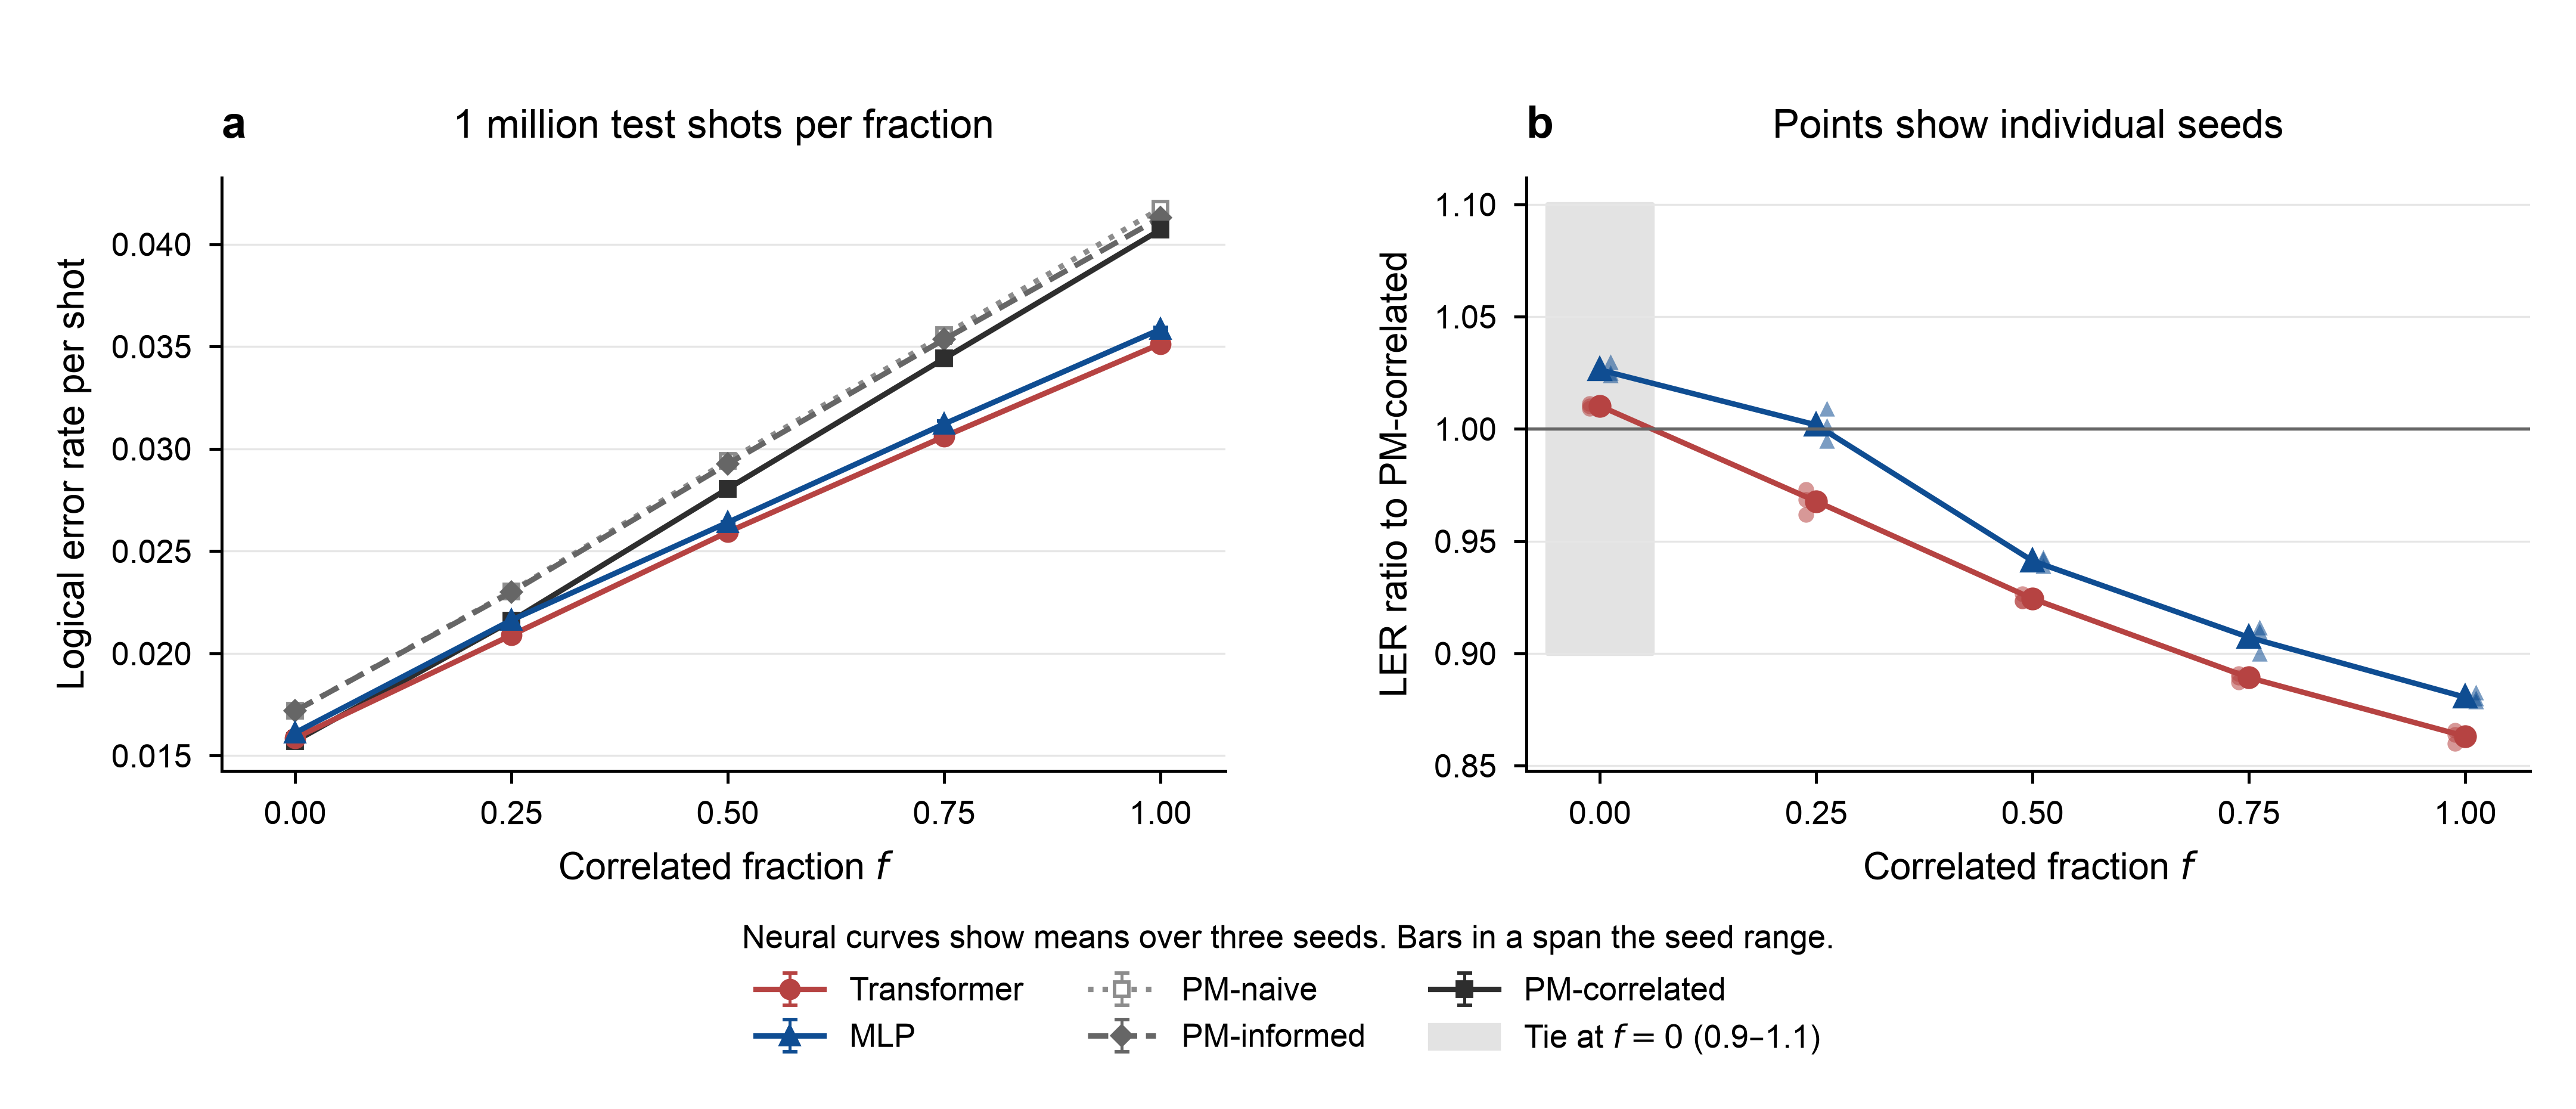 a
1 million test shots per fraction
Logical error rate per shot
0.040
0.035
0.030
0.025
0.020
0.015
0.00
0.25
0.50
0.75
1.00
Correlated fraction f
b
Points show individual seeds
LER ratio to PM-correlated
1.10
1.05
1.00
0.95
0.90
0.85
0.00
0.25
0.50
0.75
1.00
Correlated fraction f
Neural curves show means over three seeds. Bars in a span the seed range.
Transformer
PM-naive
PM-correlated
MLP
PM-informed
Tie at f = 0 (0.9–1.1)